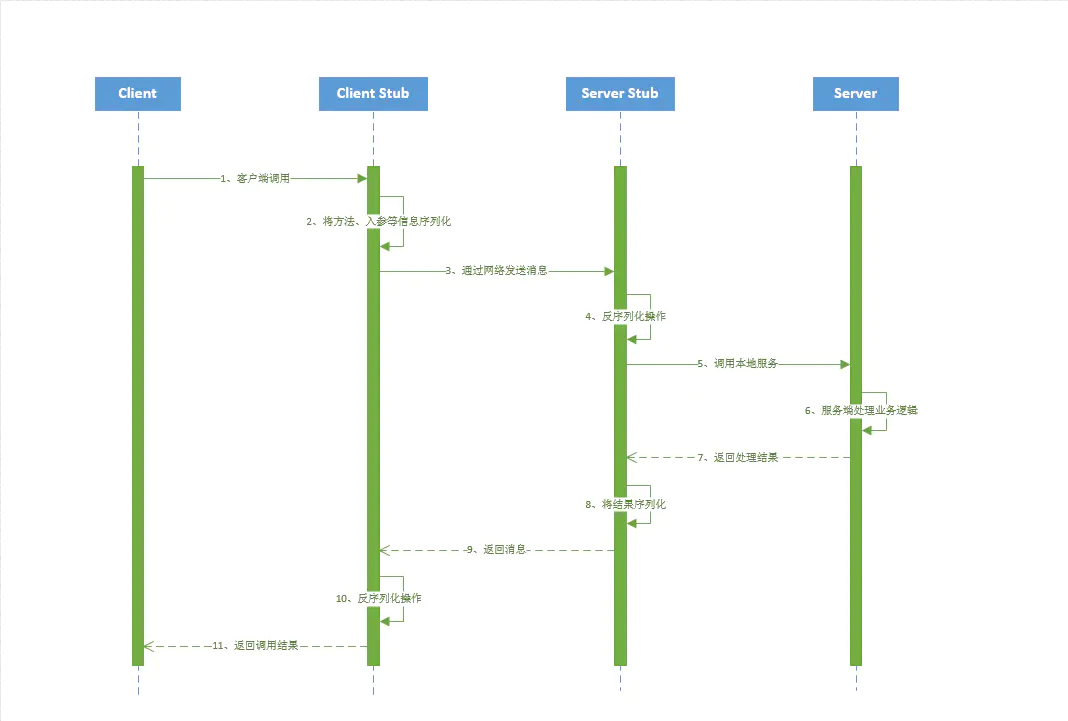 Client
Client Stub
Server Stub
Server
1、客户端调用
2、将方法、入参等信息序列化
3、通过网络发送消息
4、反序列化操作
5、调用本地服务
6、服务端处理业务逻辑
7、返回处理结果
8、将结果序列化
9、返回消息
10、反序列化操作
11、返回调用结果